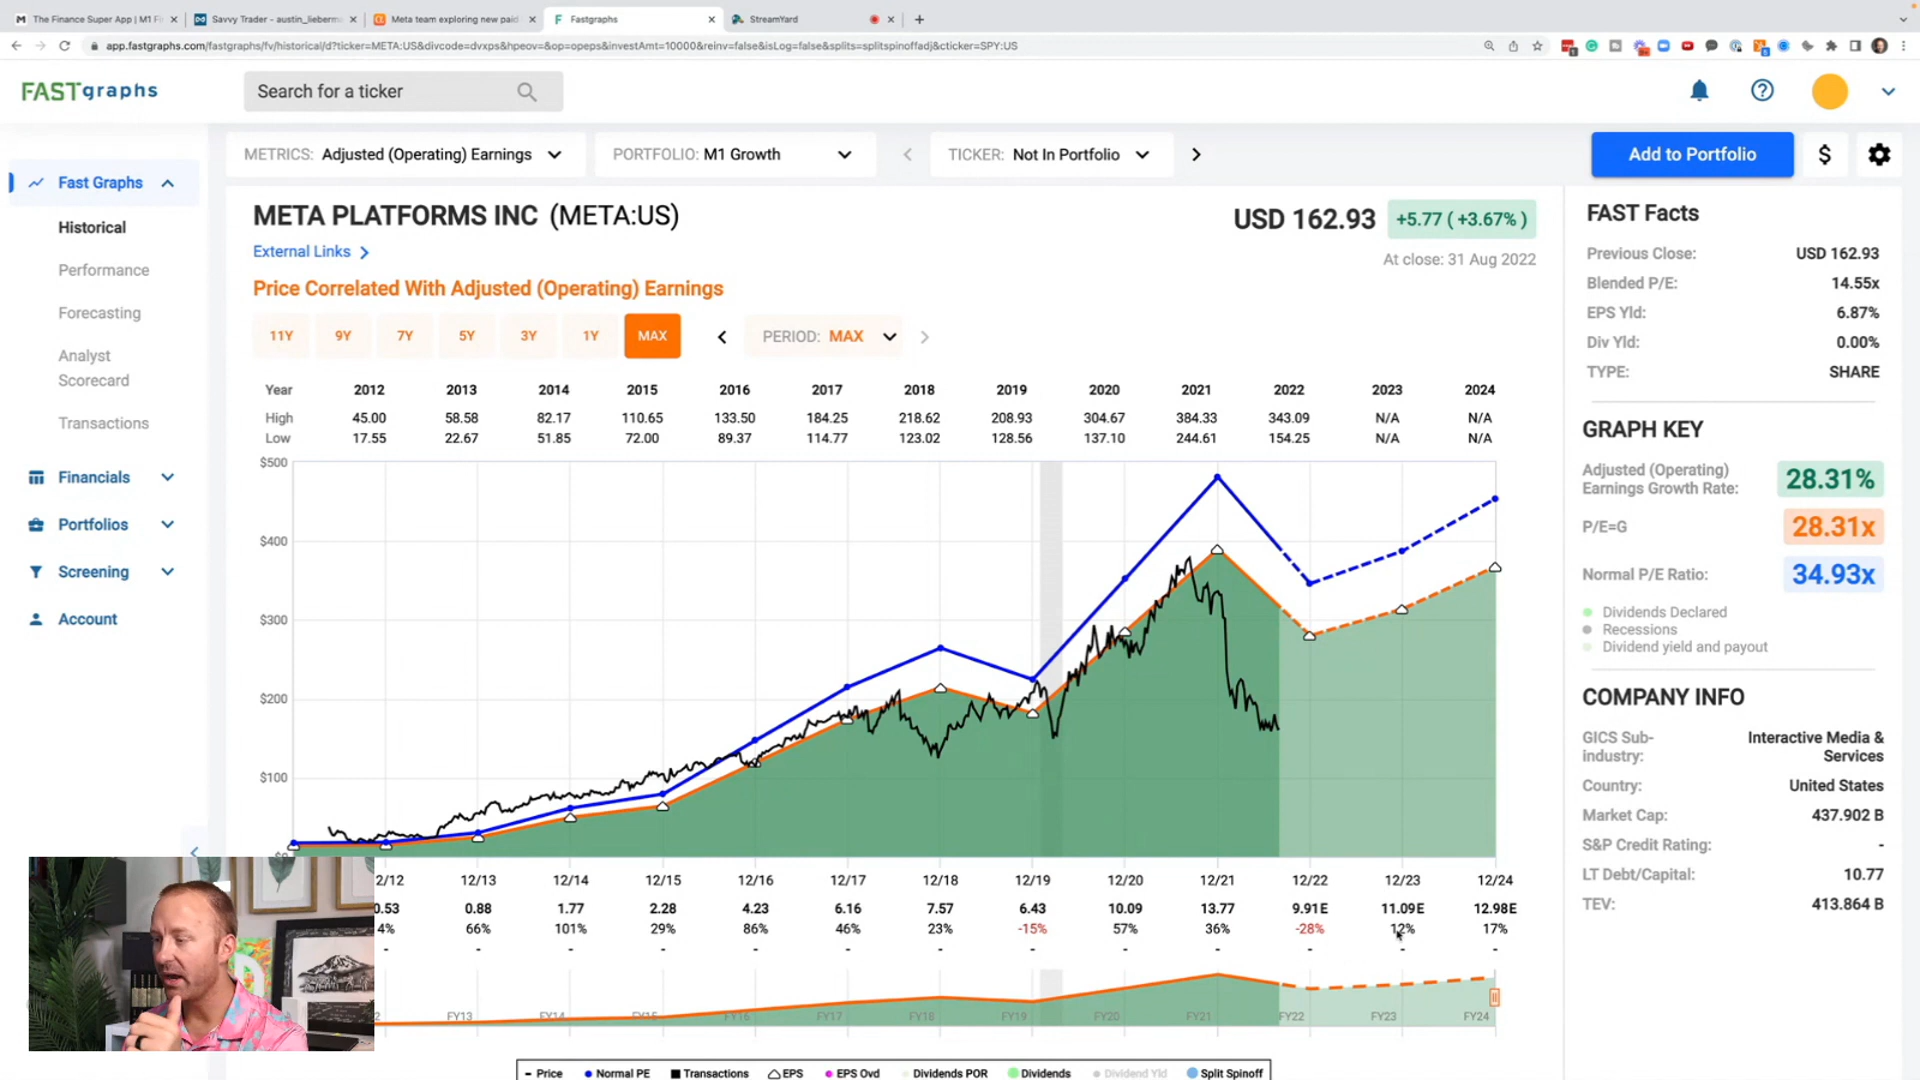 The Finance Super App | M1 Fi
Savvy Trader - austin_lieberma
Meta team exploring new paid
Fastgraphs
StreamYard
app.fastgraphs.com/fastgraphs/fv/historical/d?ticker=META:US&divcode=dvxps&hpeov=&op=opeps&investAmt=10000&reinv=false&isLog=false&splits=splitspinoffadj&cticker=SPY:US
FAST graphs
Search for a ticker
METRICS: Adjusted (Operating) Earnings
PORTFOLIO: M1 Growth
TICKER: Not In Portfolio
Add to Portfolio
$
Fast Graphs
Historical
Performance
Forecasting
Analyst
Scorecard
Transactions
Financials
Portfolios
Screening
Account
META PLATFORMS INC (META:US)
USD 162.93 +5.77 ( +3.67% )
External Links
At close: 31 Aug 2022
Price Correlated With Adjusted (Operating) Earnings
11Y 9Y 7Y 5Y 3Y 1Y MAX PERIOD: MAX
Year 2012 2013 2014 2015 2016 2017 2018 2019 2020 2021 2022 2023 2024
High 45.00 58.58 82.17 110.65 133.50 184.25 218.62 208.93 304.67 384.33 343.09 N/A N/A
Low 17.55 22.67 51.85 72.00 89.37 114.77 123.02 128.56 137.10 244.61 154.25 N/A N/A
$500
$400
$300
$200
$100
2/12 12/13 12/14 12/15 12/16 12/17 12/18 12/19 12/20 12/21 12/22 12/23 12/24
0.53 0.88 1.77 2.28 4.23 6.16 7.57 6.43 10.09 13.77 9.91E 11.09E 12.98E
4% 66% 101% 29% 86% 46% 23% -15% 57% 36% -28% 12% 17%
- - - - - - - - - - - - -
FY13 FY14 FY15 FY16 FY17 FY18 FY19 FY20 FY21 FY22 FY23 FY24
Price Normal PE Transactions EPS EPS Ovd Dividends POR Dividends Dividend Yld Split Spinoff
FAST Facts
Previous Close: USD 162.93
Blended P/E: 14.55x
EPS Yld: 6.87%
Div Yld: 0.00%
TYPE: SHARE
GRAPH KEY
Adjusted (Operating)
Earnings Growth Rate: 28.31%
P/E=G 28.31x
Normal P/E Ratio: 34.93x
Dividends Declared
Recessions
Dividend yield and payout
COMPANY INFO
GICS Sub-
industry: Interactive Media &
Services
Country: United States
Market Cap: 437.902 B
S&P Credit Rating: -
LT Debt/Capital: 10.77
TEV: 413.864 B